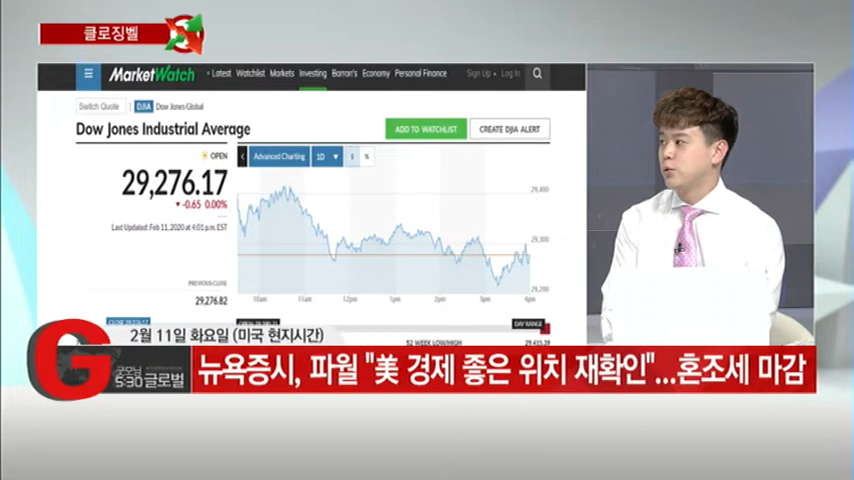 클로징벨
MarketWatch
Latest Watchlist Markets Investing Barron's Economy Personal Finance
Sign Up • Log In
Switch Quote
DJIA Dow Jones Global
Dow Jones Industrial Average
ADD TO WATCHLIST
CREATE DJIA ALERT
OPEN
29,276.17
-0.65 0.00%
Last Updated: Feb 11, 2020 at 4:01 p.m. EST
PREVIOUS CLOSE
29,276.82
Advanced Charting 1D $ %
29,400
29,300
29,200
10am 11am 12pm 1pm 2pm 3pm 4pm
DAY RANGE
52 WEEK LOW/HIGH
2월 11일 화요일 (미국 현지시간)
G
굿모닝
5:30 글로벌
뉴욕증시, 파월 "美 경제 좋은 위치 재확인"...혼조세 마감